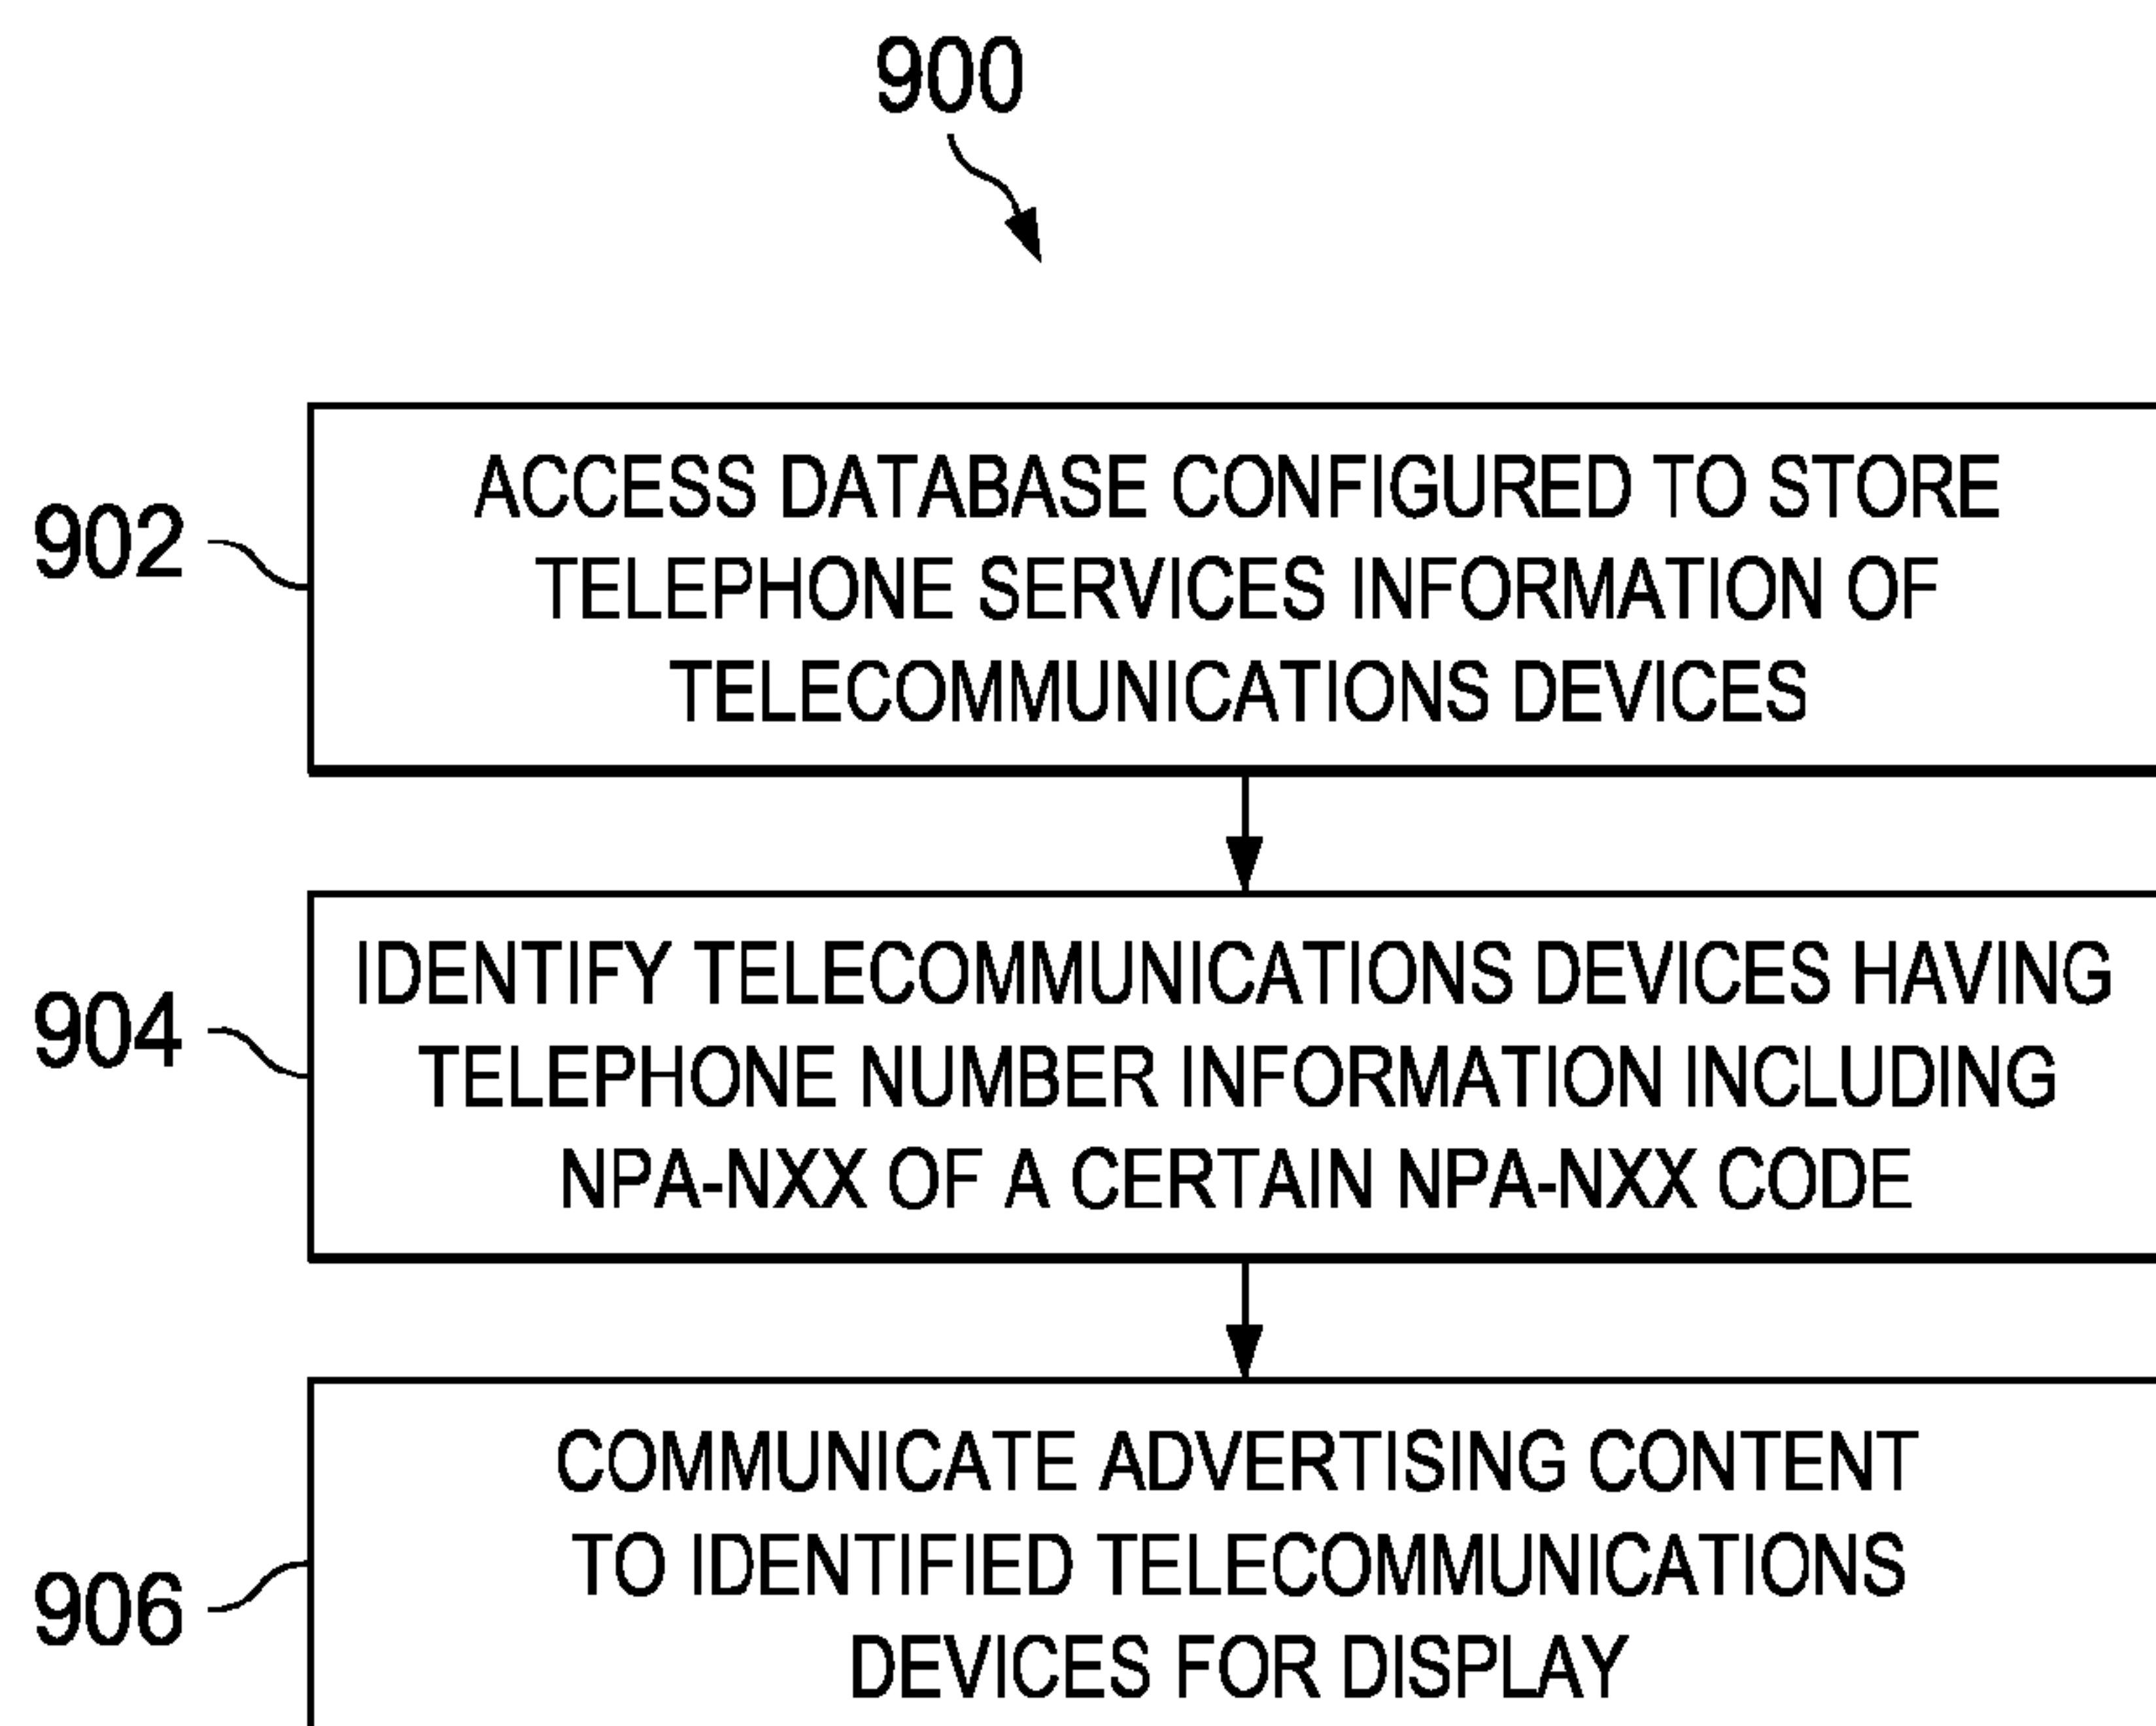 900
902
ACCESS DATABASE CONFIGURED TO STORE
TELEPHONE SERVICES INFORMATION OF
TELECOMMUNICATIONS DEVICES
904
IDENTIFY TELECOMMUNICATIONS DEVICES HAVING
TELEPHONE NUMBER INFORMATION INCLUDING
NPA-NXX OF A CERTAIN NPA-NXX CODE
906
COMMUNICATE ADVERTISING CONTENT
TO IDENTIFIED TELECOMMUNICATIONS
DEVICES FOR DISPLAY